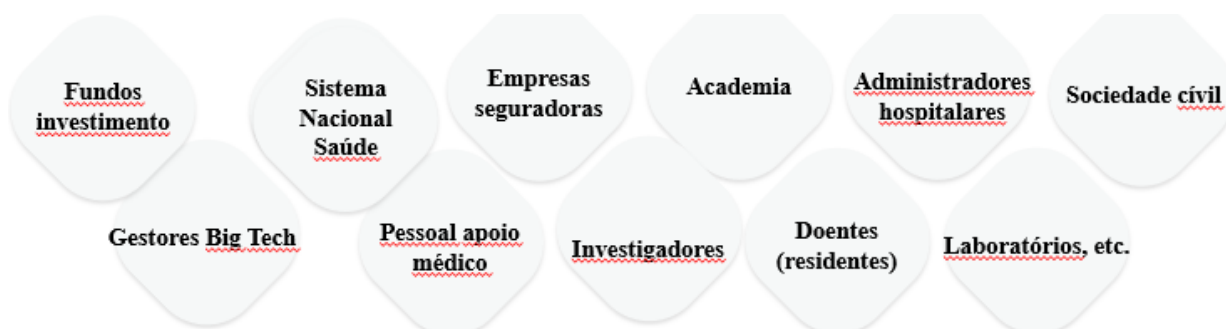 Fundos
investimento
Sistema
Nacional
Saúde
Empresas
seguradoras
Academia
Administradores
hospitalares
Sociedade cívil
Gestores Big Tech
Pessoal apoio
médico
Investigadores
Doentes
(residentes)
Laboratórios, etc.